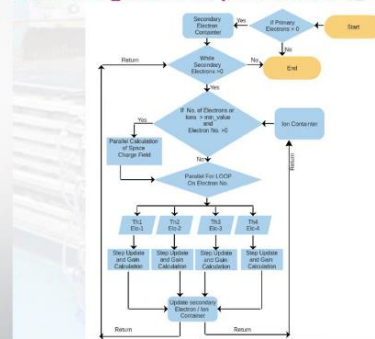 Secondary
Electron
Conatiner
Yes
If Primary
Electrons > 0
Start
No
Return
While
Secondary
Electrons >0
No
End
Yes
If No. of Electrons or
Ions > min_value
and
Electron No. >0
Ion Containter
Yes
Parallel Calculation
of Space
Charge Field
No
Return
Parallel For LOOP
On Electron No.
Th1
Elc-1
Th2
Elc-2
Th3
Elc-3
Th4
Elc-4
Step Update
and Gain
Calculation
Step Update
and Gain
Calculation
Step Update
and Gain
Calculation
Step Update
and Gain
Calculation
Update secondary
Electron / Ion
Container
Return
Return